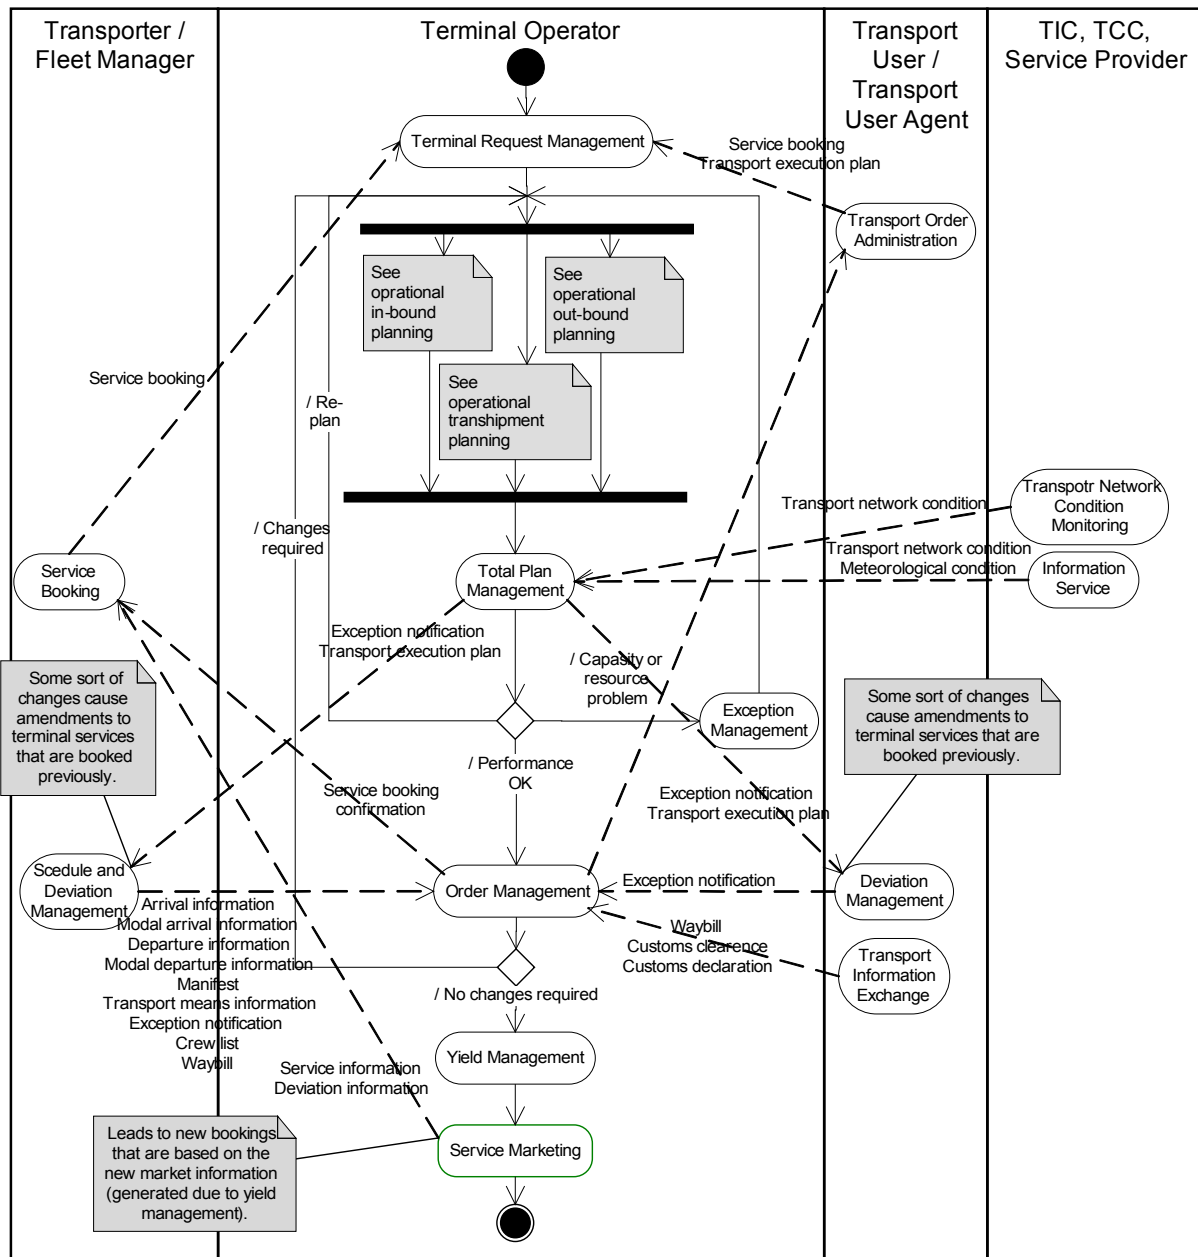 Transporter /
Fleet Manager
Terminal Operator
Transport
User /
Transport
User Agent
TIC, TCC,
Service Provider
Terminal Request Management
Service booking
Transport execution plan
Transport Order
Administration
See
oprational
in-bound
planning
See
operational
out-bound
planning
Service booking
/ Re-
plan
See
operational
transhipment
planning
/ Changes
required
Transport network condition
Transpotr Network
Condition
Monitoring
Transport network condition
Meteorological condition
Information
Service
Service
Booking
Total Plan
Management
Exception notification
Transport execution plan
/ Capasity or
resource
problem
Some sort of
changes cause
amendments to
terminal services
that are booked
previously.
Exception
Management
Some sort of changes
cause amendments to
terminal services that are
booked previously.
/ Performance
OK
Service booking
confirmation
Exception notification
Transport execution plan
Scedule and
Deviation
Management
Order Management
Exception notification
Deviation
Management
Arrival information
Modal arrival information
Departure information
Modal departure information
Manifest
Transport means information
Exception notification
Crew list
Waybill
Waybill
Customs clearence
Customs declaration
Transport
Information
Exchange
/ No changes required
Yield Management
Service information
Deviation information
Leads to new bookings
that are based on the
new market information
(generated due to yield
management).
Service Marketing